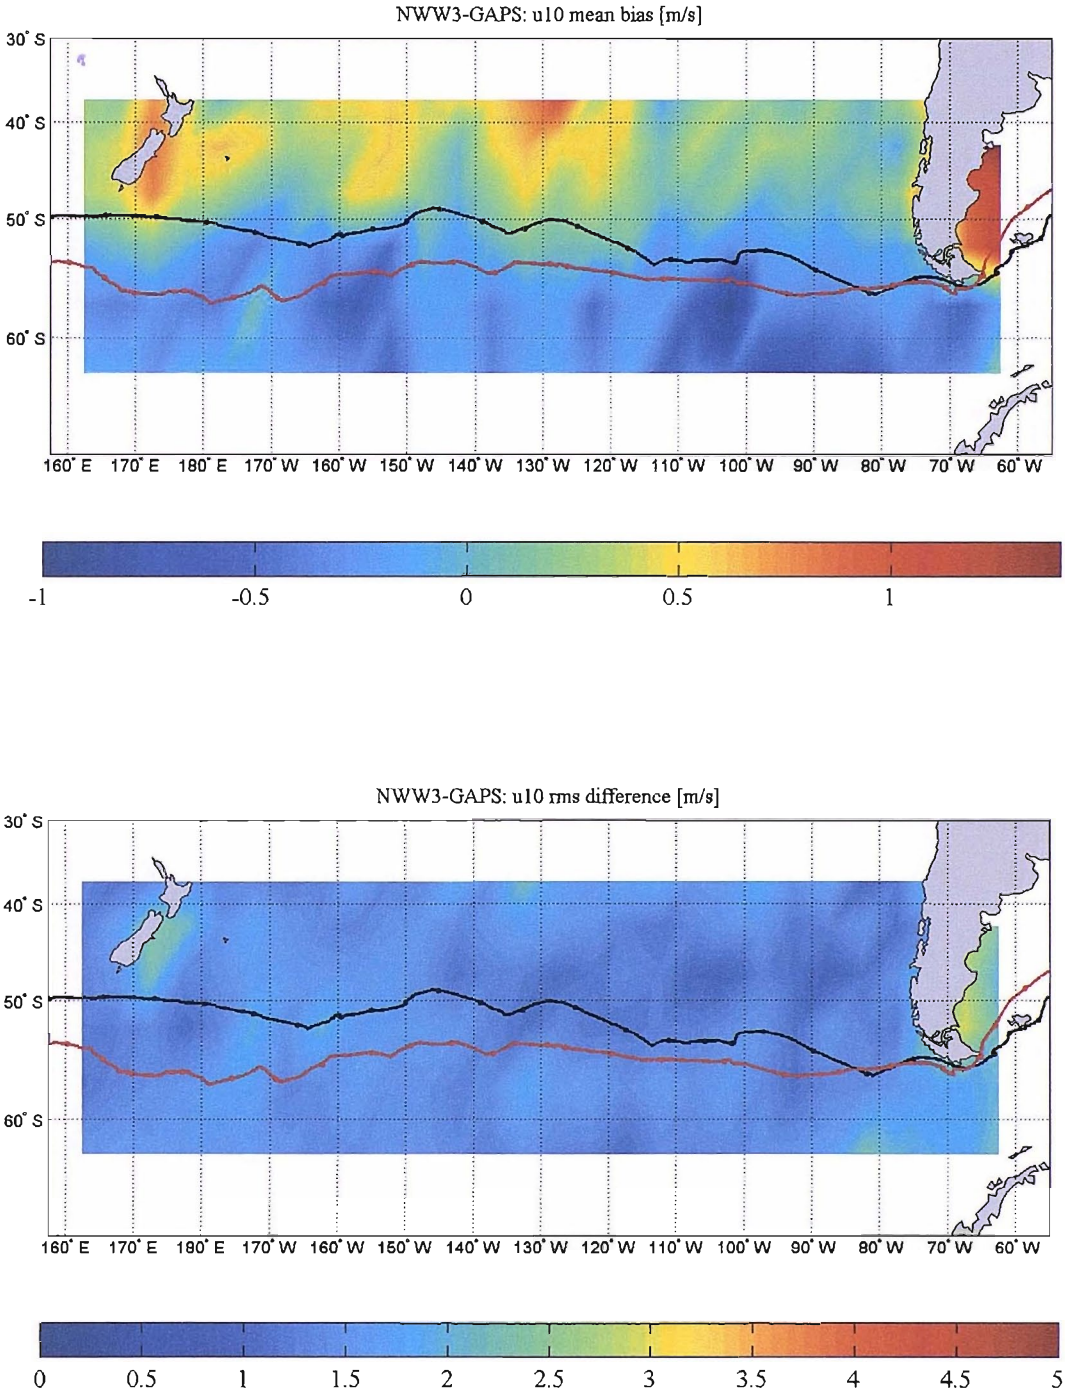 NWW3-GAPS: u10 mean bias [m/s]
30° S
40° S
50° S
60° S
160° E 170° E 180° E 170° W 160° W 150° W 140° W 130° W 120° W 110° W 100° W 90° W 80° W 70° W 60° W
-1 -0.5 0 0.5 1
NWW3-GAPS: u10 rms difference [m/s]
30° S
40° S
50° S
60° S
160° E 170° E 180° E 170° W 160° W 150° W 140° W 130° W 120° W 110° W 100° W 90° W 80° W 70° W 60° W
0 0.5 1 1.5 2 2.5 3 3.5 4 4.5 5